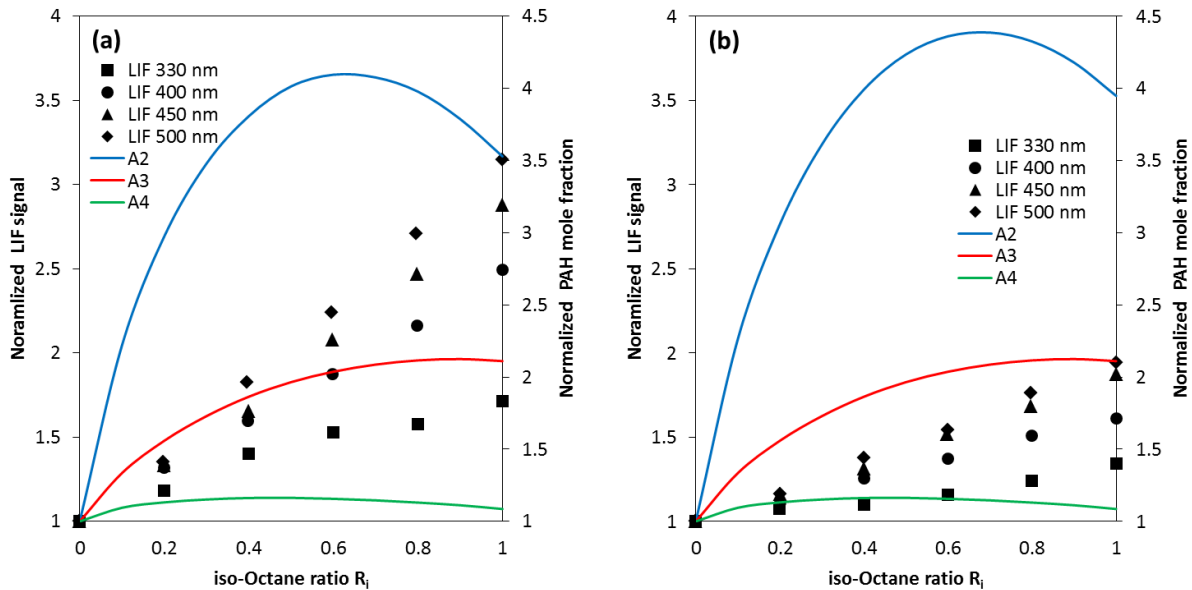 (a)
LIF 330 nm
LIF 400 nm
LIF 450 nm
LIF 500 nm
A2
A3
A4
4
3.5
3
2.5
2
1.5
1
Noramlized LIF signal
4.5
4
3.5
3
2.5
2
1.5
1
Normalized PAH mole fraction
0
0.2
0.4
0.6
0.8
1
iso-Octane ratio Ri
(b)
LIF 330 nm
LIF 400 nm
LIF 450 nm
LIF 500 nm
A2
A3
A4
4
3.5
3
2.5
2
1.5
1
Noramlized LIF signal
4.5
4
3.5
3
2.5
2
1.5
1
Normalized PAH mole fraction
0
0.2
0.4
0.6
0.8
1
iso-Octane ratio Ri